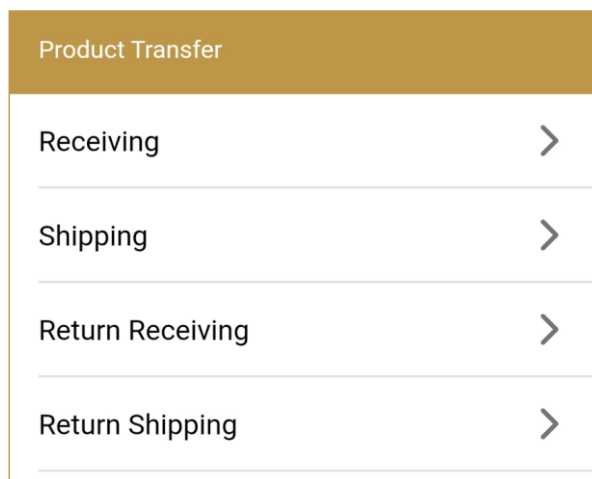 Product Transfer
Receiving
Shipping
Return Receiving
Return Shipping